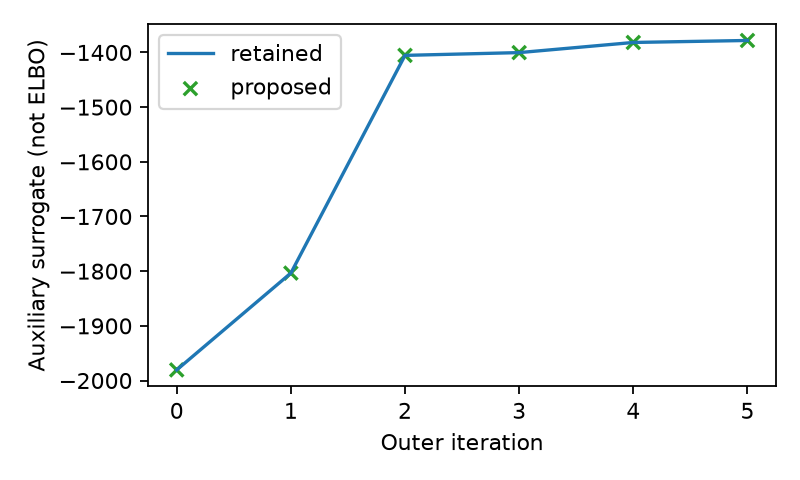 retained
proposed
Auxiliary surrogate (not ELBO)
−1400
−1500
−1600
−1700
−1800
−1900
−2000
0 1 2 3 4 5
Outer iteration